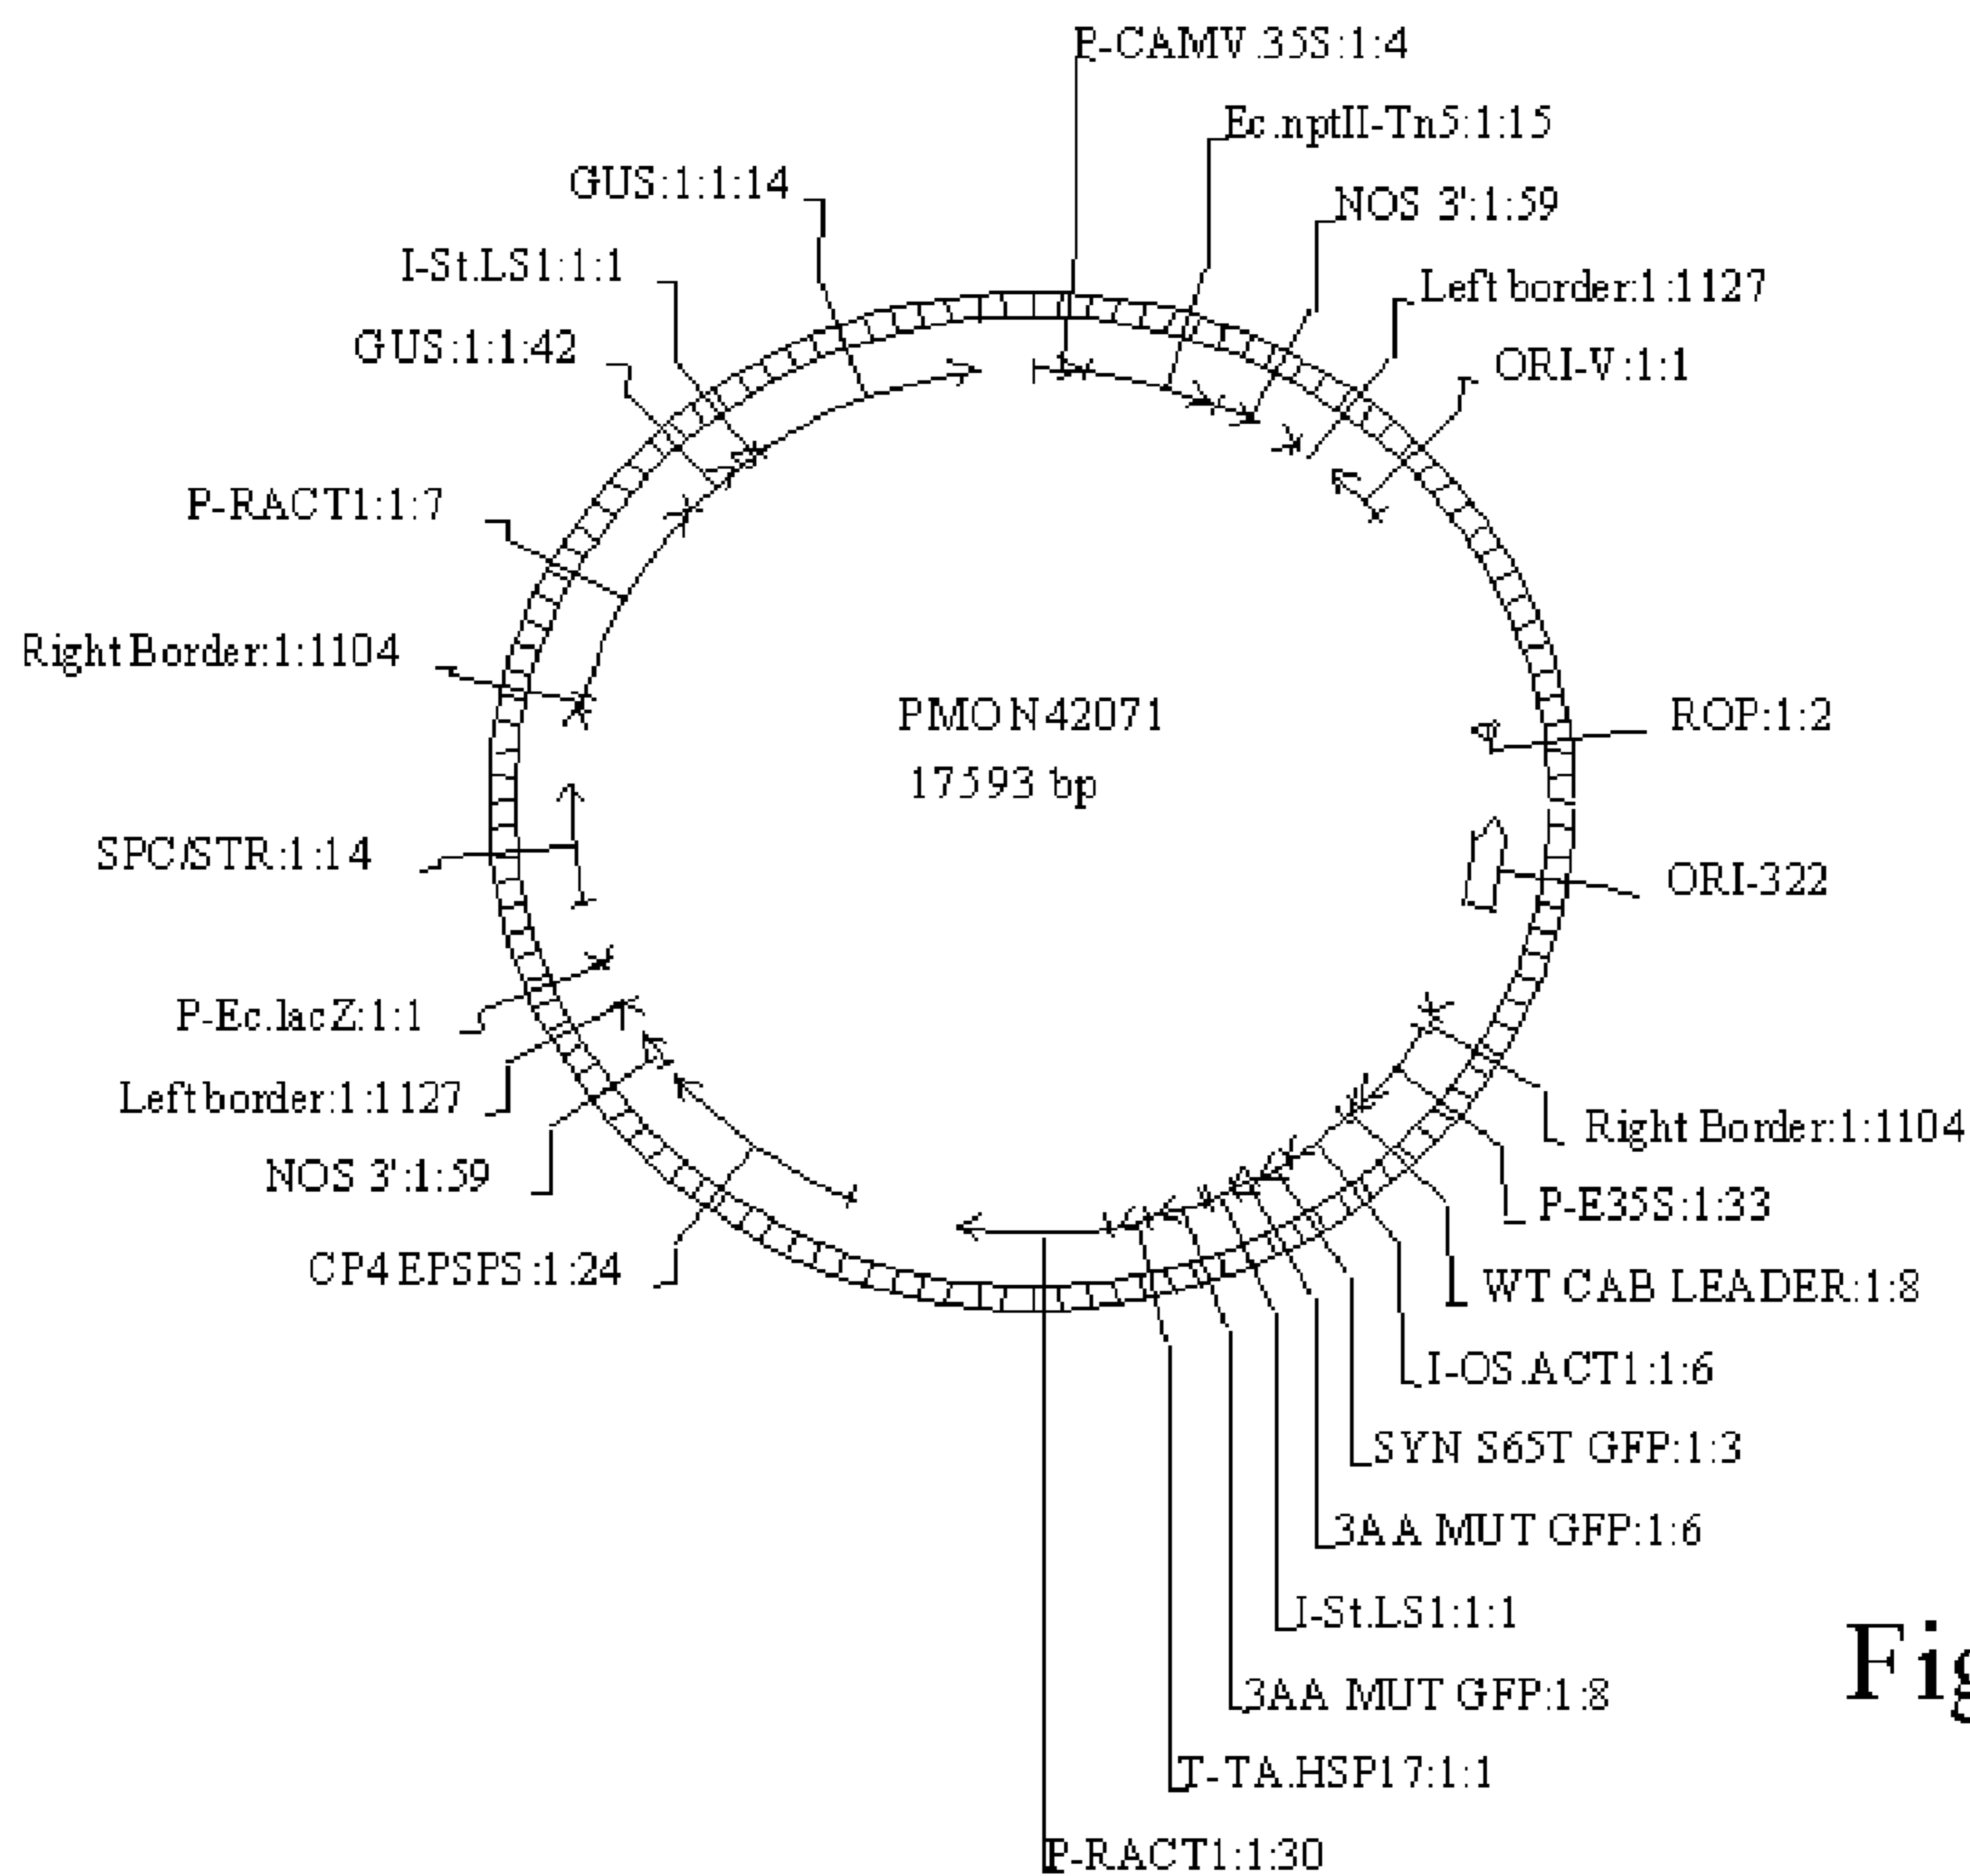 P-CAMV.35S:1:4
Ec.nptII-Tn5:1:15
NOS 3':1:59
Left border:1:1127
ORI-V:1:1
ROP:1:2
ORI-322
Right Border:1:1104
P-E35S:1:33
WT CAB LEADER:1:8
I-OS.ACT1:1:6
SYN S65T GFP:1:3
3AA MUT GFP:1:6
I-St.LS1:1:1
3AA MUT GFP:1:8
T-TA.HSP17:1:1
P-RACT1:1:30
CP4 EPSPS:1:24
NOS 3':1:59
Left border:1:1127
P-Ec.lacZ:1:1
SPC/STR:1:14
Right Border:1:1104
P-RACT1:1:7
GUS:1:1:42
I-St.LS1:1:1
GUS:1:1:14
PMON42071
17593 bp